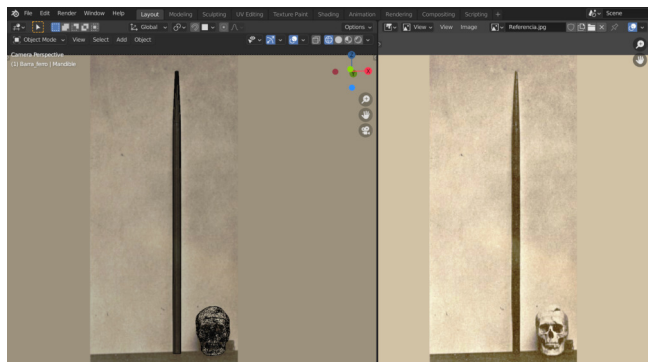 File Edit Render Window Help Layout Modeling Sculpting UV Editing Texture Paint Shading Animation Rendering Compositing Scripting + Scene
Global Options View View Image Referencia.jpg
Object Mode View Select Add Object
Camera Perspective
(1) Barra_ferro | Mandible